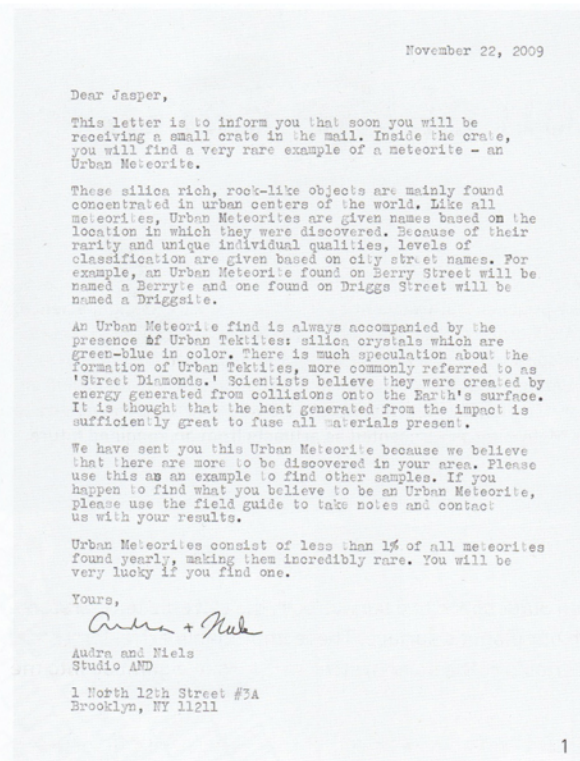 November 22, 2009
Dear Jasper,
This letter is to inform you that soon you will be
receiving a small crate in the mail. Inside the crate,
you will find a very rare example of a meteorite - an
Urban Meteorite.
These silica rich, rock-like objects are mainly found
concentrated in urban centers of the world. Like all
meteorites, Urban Meteorites are given names based on the
location in which they were discovered. Because of their
rarity and unique individual qualities, levels of
classification are given based on city street names. For
example, an Urban Meteorite found on Berry Street will be
named a Berryte and one found on Driggs Street will be
named a Driggsite.
An Urban Meteorite find is always accompanied by the
presence of Urban Tektites: silica crystals which are
green-blue in color. There is much speculation about the
formation of Urban Tektites, more commonly referred to as
'Street Diamonds.' Scientists believe they were created by
energy generated from collisions onto the Earth's surface.
It is thought that the heat generated from the impact is
sufficiently great to fuse all materials present.
We have sent you this Urban Meteorite because we believe
that there are more to be discovered in your area. Please
use this as an example to find other samples. If you
happen to find what you believe to be an Urban Meteorite,
please use the field guide to take notes and contact
us with your results.
Urban Meteorites consist of less than 1% of all meteorites
found yearly, making them incredibly rare. You will be
very lucky if you find one.
Yours,
Audra + Niels
Audra and Niels
Studio AND
1 North 12th Street #3A
Brooklyn, NY 11211
1